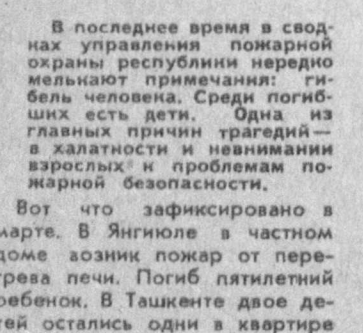 В последнее время в свод-
ках управления пожарной
охраны республики нередко
мелькают примечания: ги-
бель человека. Среди погиб-
ших есть дети. Одна из
главных причин трагедий—
в халатности и невнимании
взрослых к проблемам по-
жарной безопасности.
Вот что зафиксировано в
марте. В Янгиюле в частном
доме возник пожар от пере-
грева печи. Погиб пятилетний
ребенок. В Ташкенте двое де-
тей остались одни в квартире